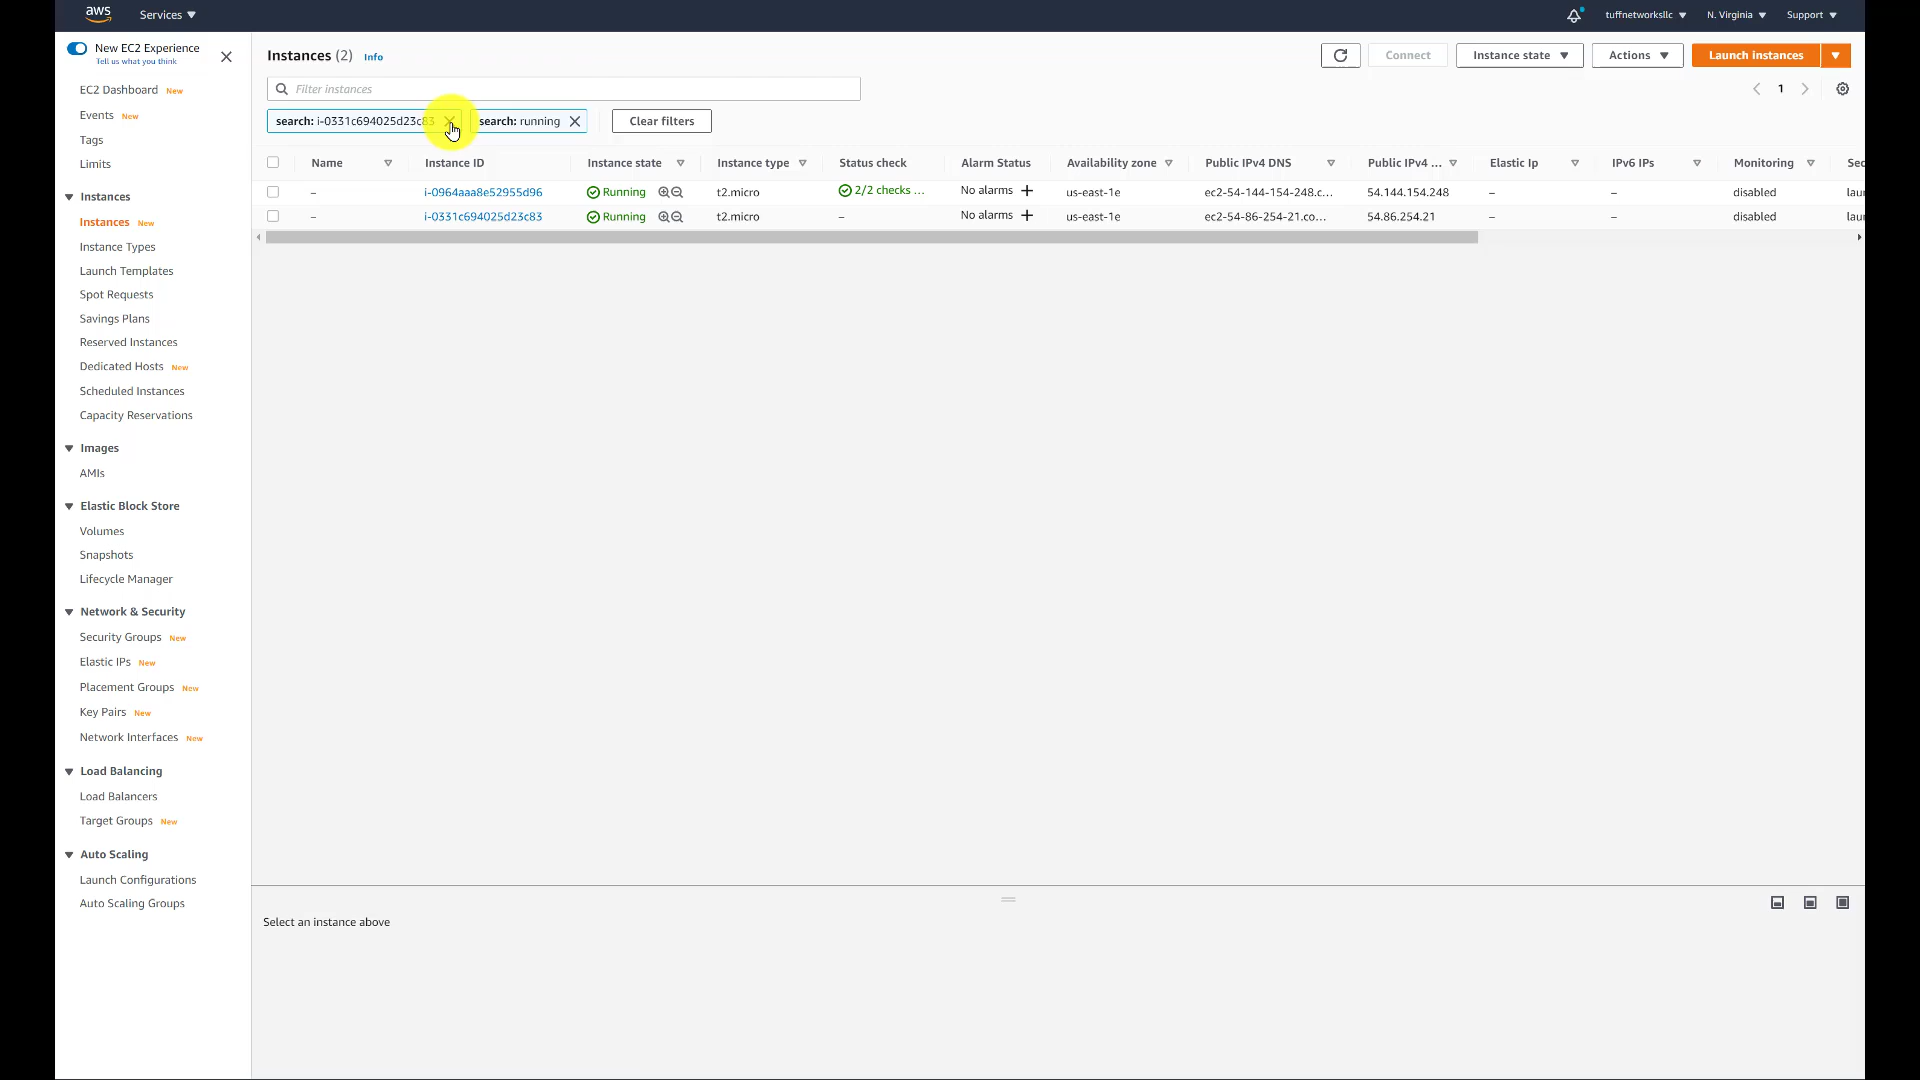 aws Services tuffnetworksllc N. Virginia Support
New EC2 Experience
Tell us what you think
EC2 Dashboard New
Events New
Tags
Limits
Instances
Instances New
Instance Types
Launch Templates
Spot Requests
Savings Plans
Reserved Instances
Dedicated Hosts New
Scheduled Instances
Capacity Reservations
Images
AMIs
Elastic Block Store
Volumes
Snapshots
Lifecycle Manager
Network & Security
Security Groups New
Elastic IPs New
Placement Groups New
Key Pairs New
Network Interfaces New
Load Balancing
Load Balancers
Target Groups New
Auto Scaling
Launch Configurations
Auto Scaling Groups
Instances (2) Info Connect Instance state Actions Launch instances
Filter instances 1
search: i-0331c694025d23c83 search: running Clear filters
Name Instance ID Instance state Instance type Status check Alarm Status Availability zone Public IPv4 DNS Public IPv4 ... Elastic Ip IPv6 IPs Monitoring Sec
– i-0964aaa8e52955d96 Running t2.micro 2/2 checks ... No alarms + us-east-1e ec2-54-144-154-248.c... 54.144.154.248 – – disabled lau
– i-0331c694025d23c83 Running t2.micro – No alarms + us-east-1e ec2-54-86-254-21.co... 54.86.254.21 – – disabled lau
Select an instance above